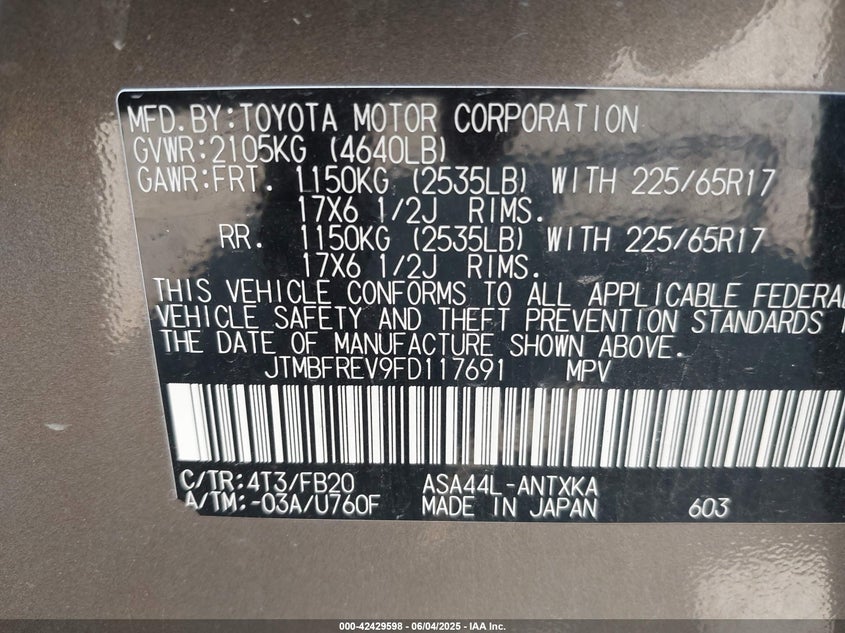 MFD.BY:TOYOTA MOTOR CORPORATION
GVWR:2105KG (4640LB)
GAWR:FRT. 1150KG (2535LB) WITH 225/65R17
17X6 1/2J RIMS.
RR. 1150KG (2535LB) WITH 225/65R17
17X6 1/2J RIMS.
THIS VEHICLE CONFORMS TO ALL APPLICABLE FEDERAL
VEHICLE SAFETY AND THEFT PREVENTION STANDARDS
THE DATE OF MANUFACTURE SHOWN ABOVE.
JTMBFREV9FD117691 MPV
C/TR:4T3/FB20 ASA44L-ANTXKA
A/TM:-03A/U760F MADE IN JAPAN 603
000-42429598 - 06/04/2025 - IAA Inc.